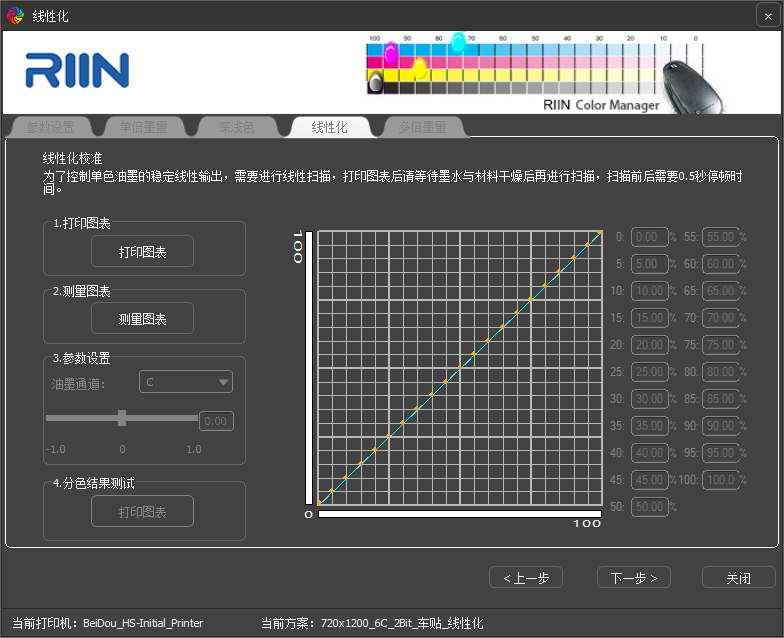 线性化
100 90 80 70 60 50 40 30 20 10 0
RIIN
RIIN Color Manager
参数设置 单倍墨量 深浅色 线性化 多倍墨量
线性化校准
为了控制单色油墨的稳定线性输出，需要进行线性扫描，打印图表后请等待墨水与材料干燥后再进行扫描，扫描前后需要0.5秒停顿时
间。
1.打印图表
打印图表
2.测量图表
测量图表
3.参数设置
油墨通道： C
0.00
-1.0 0 1.0
4.分色结果测试
打印图表
100
0
100
0: 0.00 % 55: 55.00 %
5: 5.00 % 60: 60.00 %
10: 10.00 % 65: 65.00 %
15: 15.00 % 70: 70.00 %
20: 20.00 % 75: 75.00 %
25: 25.00 % 80: 80.00 %
30: 30.00 % 85: 85.00 %
35: 35.00 % 90: 90.00 %
40: 40.00 % 95: 95.00 %
45: 45.00 % 100: 100.0 %
50: 50.00 %
< 上一步 下一步 > 关闭
当前打印机： BeiDou_HS-Initial_Printer 当前方案： 720x1200_6C_2Bit_车贴_线性化